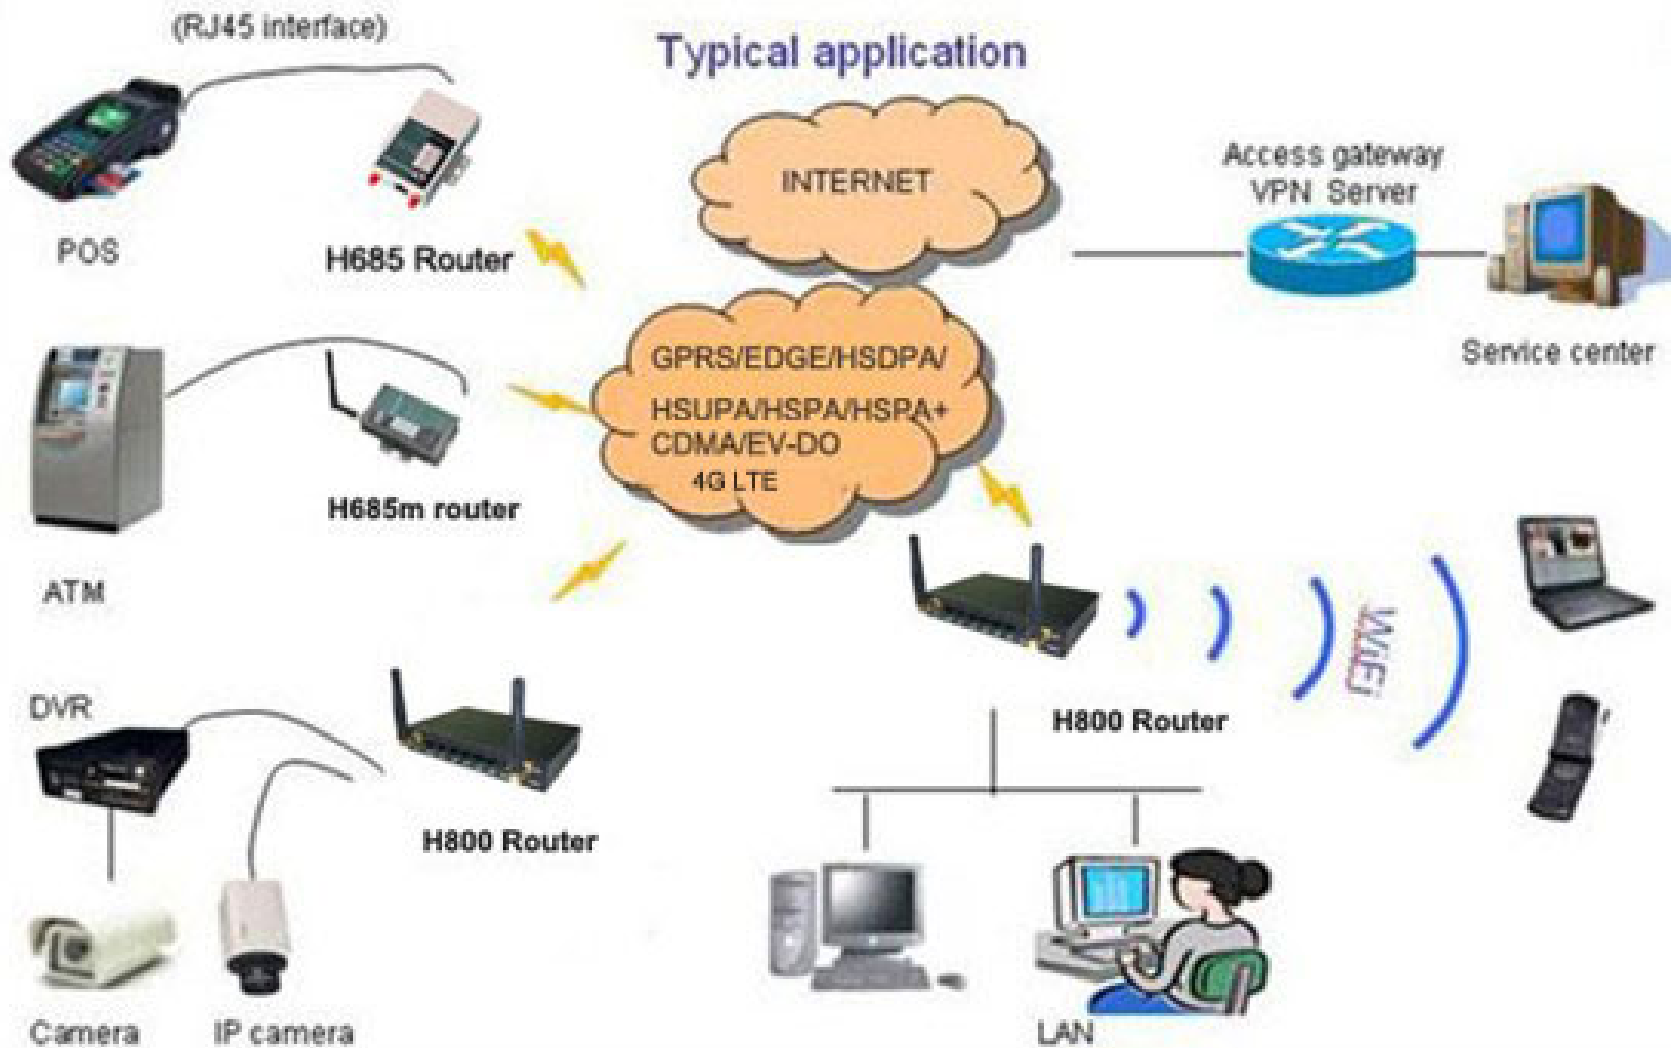 (RJ45 interface)
Typical application
INTERNET
Access gateway
VPN Server
POS
H685 Router
Service center
GPRS/EDGE/HSDPA/
HSUPA/HSPA/HSPA+
CDMA/EV-DO
4G LTE
H685m router
ATM
WiFi
DVR
H800 Router
H800 Router
Camera
IP camera
LAN